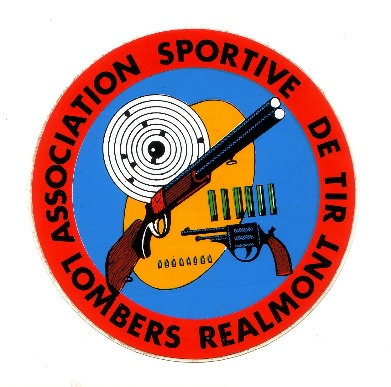 ASSOCIATION SPORTIVE DE TIR
LOMBERS REALMONT